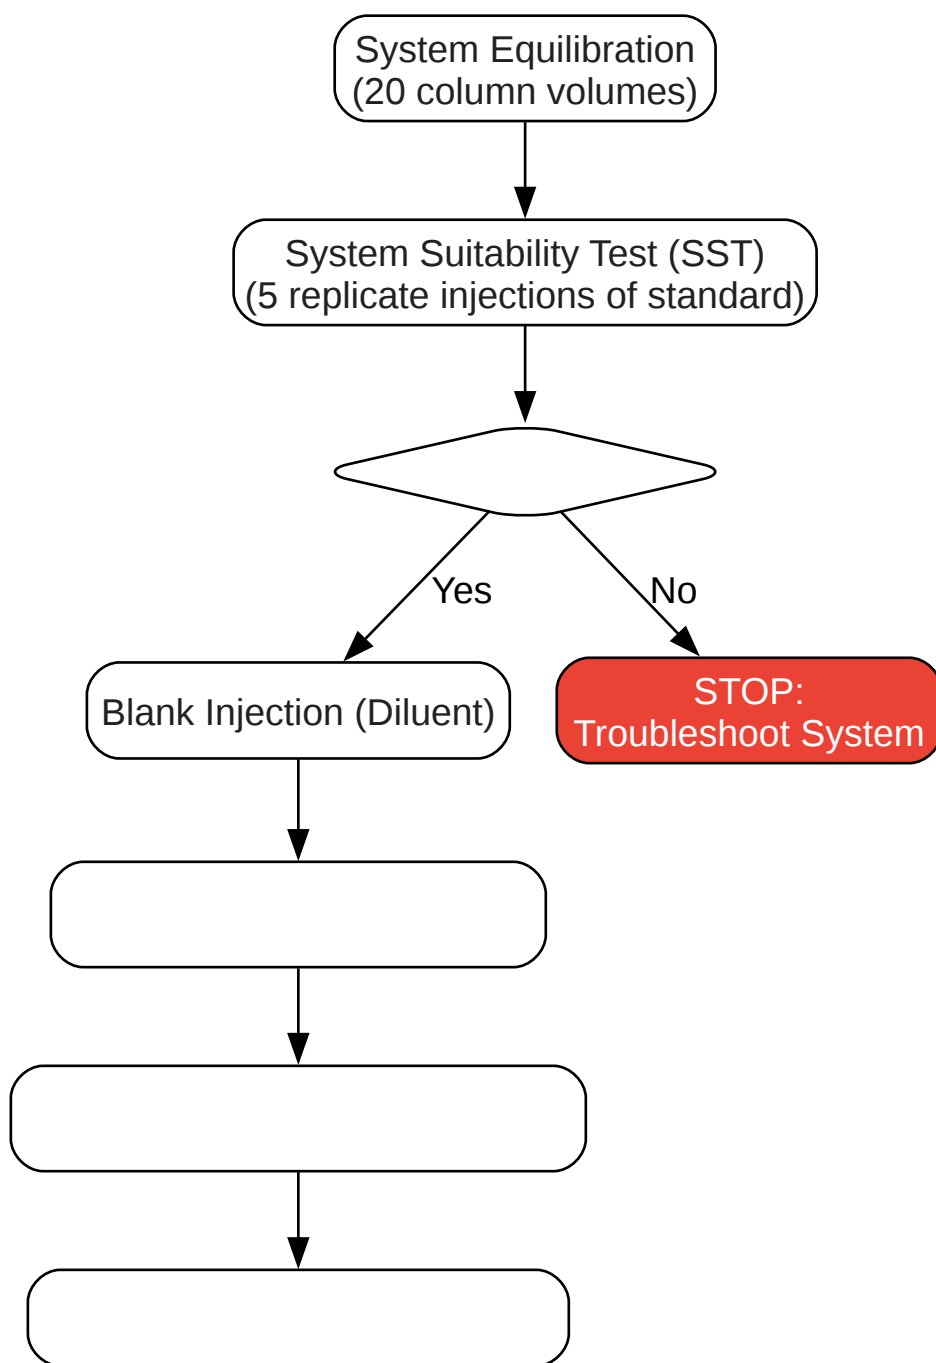 System Equilibration
(20 column volumes)
System Suitability Test (SST)
(5 replicate injections of standard)
Yes
No
Blank Injection (Diluent)
STOP:
Troubleshoot System